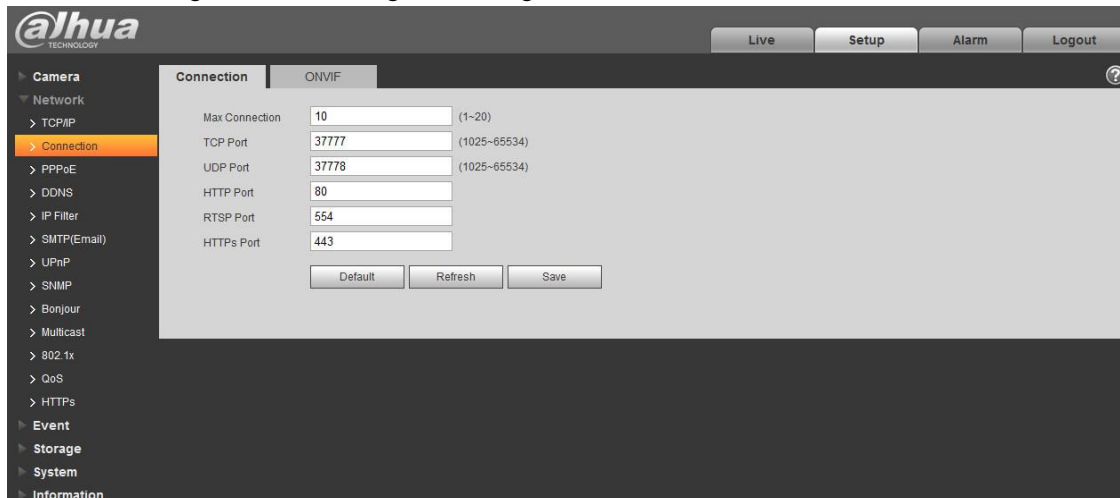 alhua
TECHNOLOGY
Live
Setup
Alarm
Logout
Camera
Network
> TCP/IP
> Connection
> PPPoE
> DDNS
> IP Filter
> SMTP(Email)
> UPnP
> SNMP
> Bonjour
> Multicast
> 802.1x
> QoS
> HTTPs
Event
Storage
System
Information
Connection
ONVIF
?
Max Connection 10 (1~20)
TCP Port 37777 (1025~65534)
UDP Port 37778 (1025~65534)
HTTP Port 80
RTSP Port 554
HTTPs Port 443
Default Refresh Save